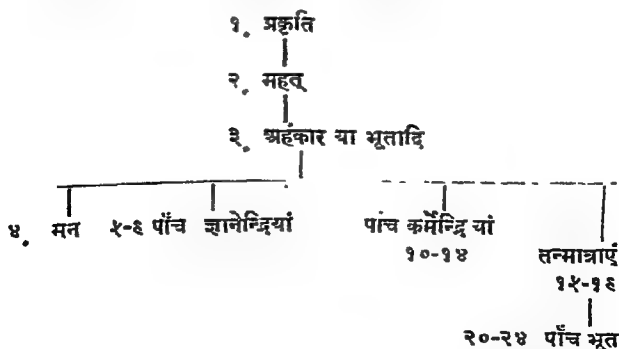 १. प्रकृति
२. महत्
३. अहंकार या भूतादि
४. मन ५-९ पाँच ज्ञानेन्द्रियां पांच कर्मेन्द्रियां तन्मात्राएं
१०-१४ १५-१९
२०-२४ पाँच भूत